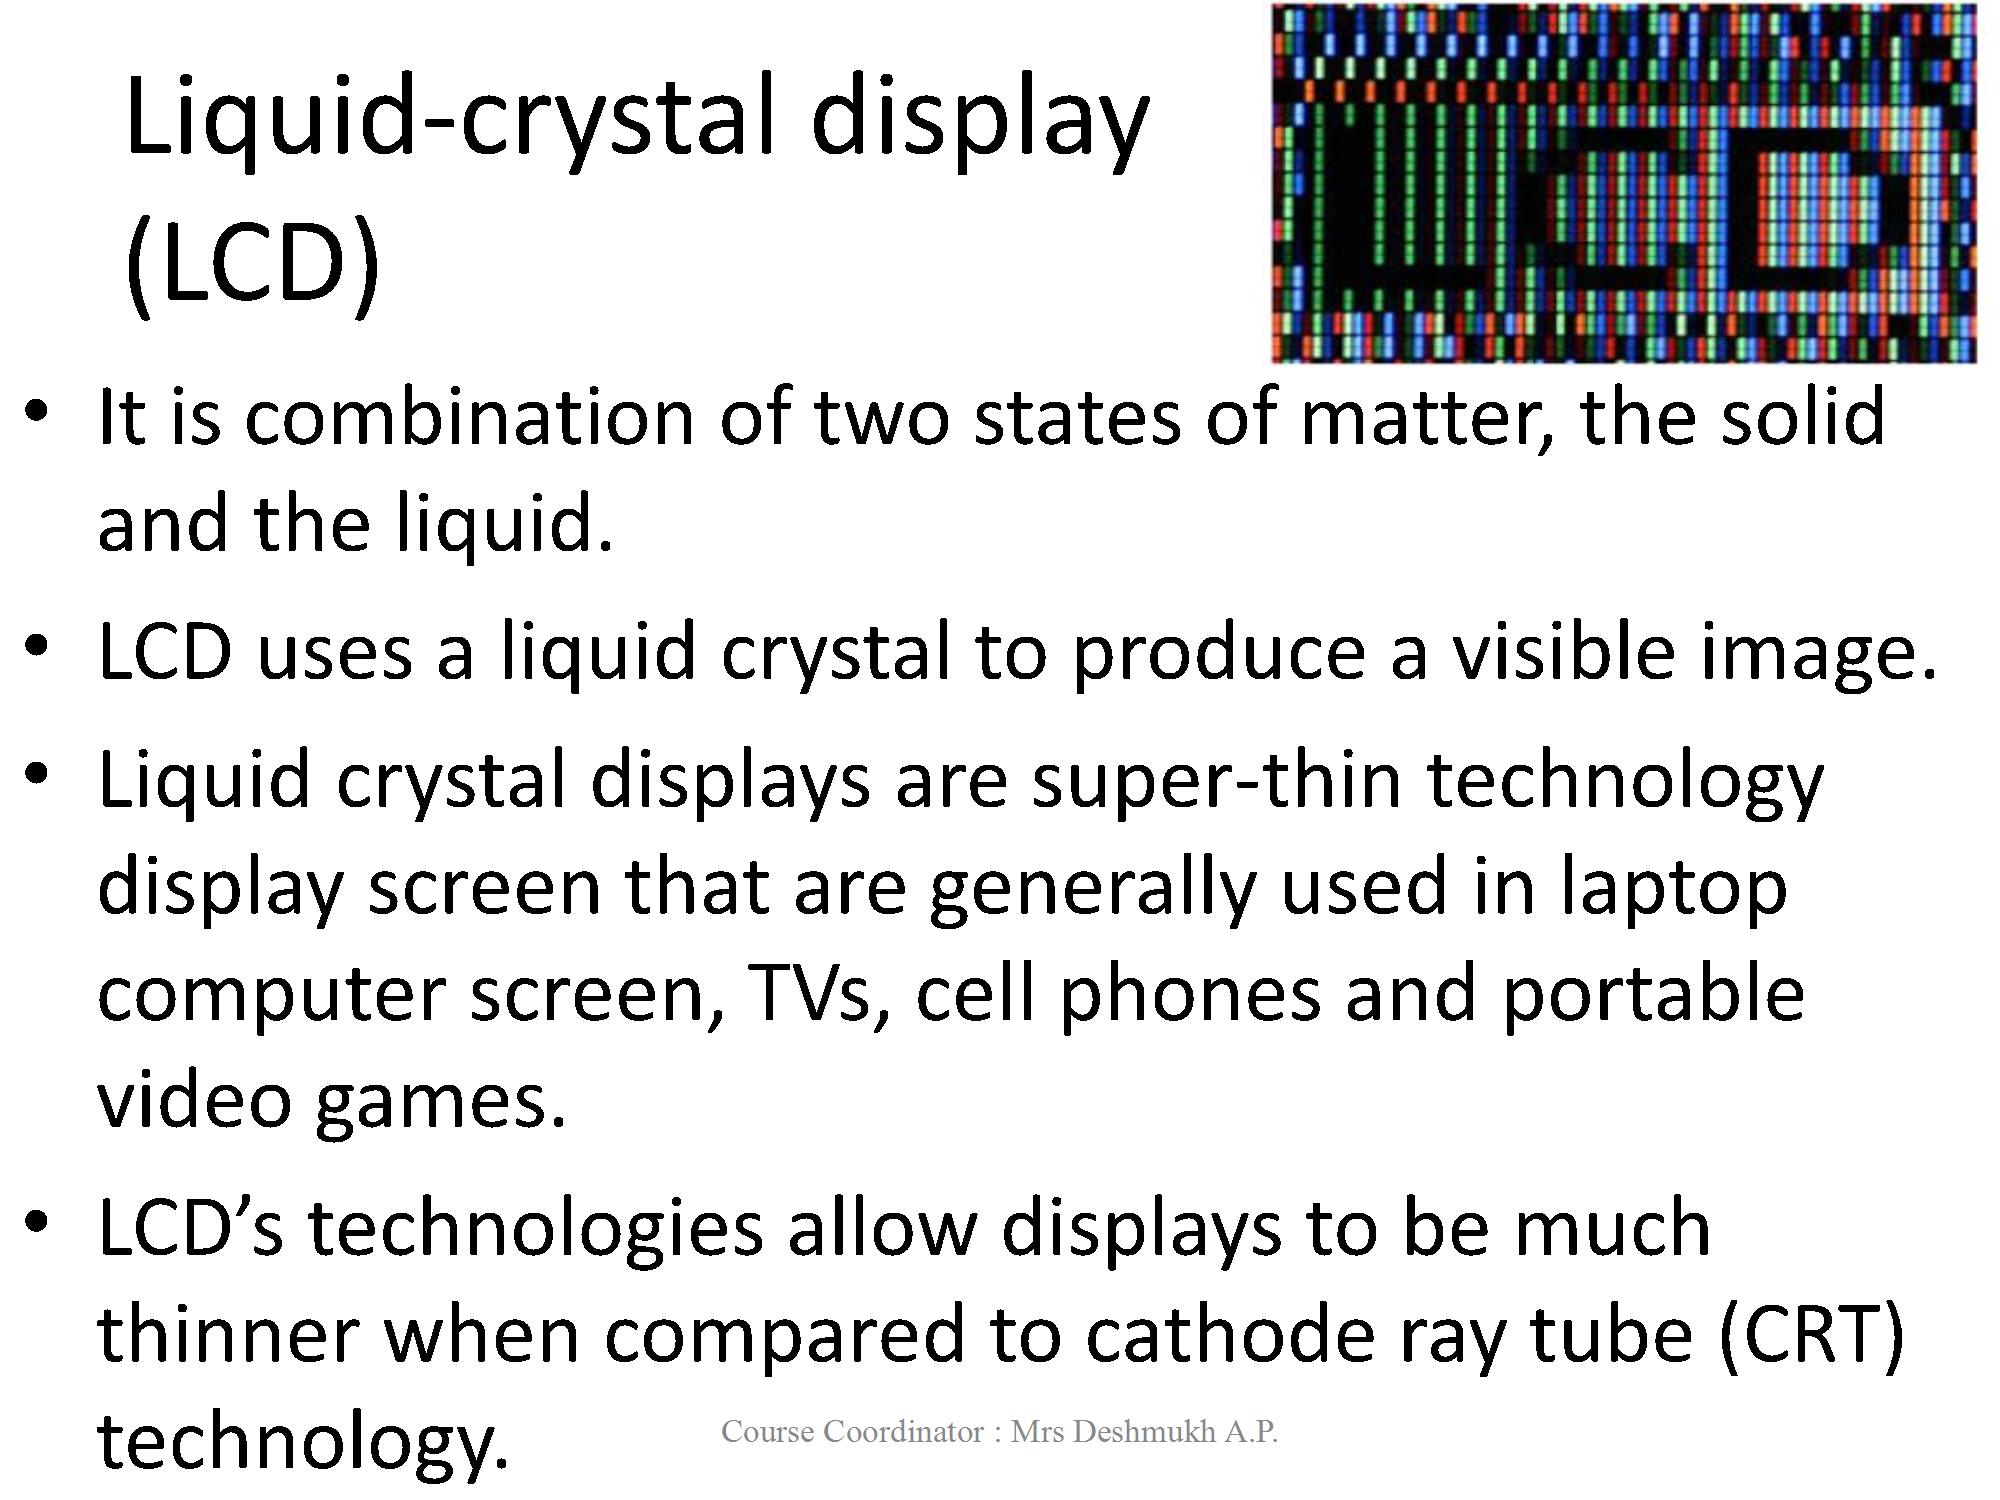 Liquid-crystal display
(LCD)
LCD
• It is combination of two states of matter, the solid
and the liquid.
• LCD uses a liquid crystal to produce a visible image.
• Liquid crystal displays are super-thin technology
display screen that are generally used in laptop
computer screen, TVs, cell phones and portable
video games.
• LCD’s technologies allow displays to be much
thinner when compared to cathode ray tube (CRT)
technology.
Course Coordinator : Mrs Deshmukh A.P.